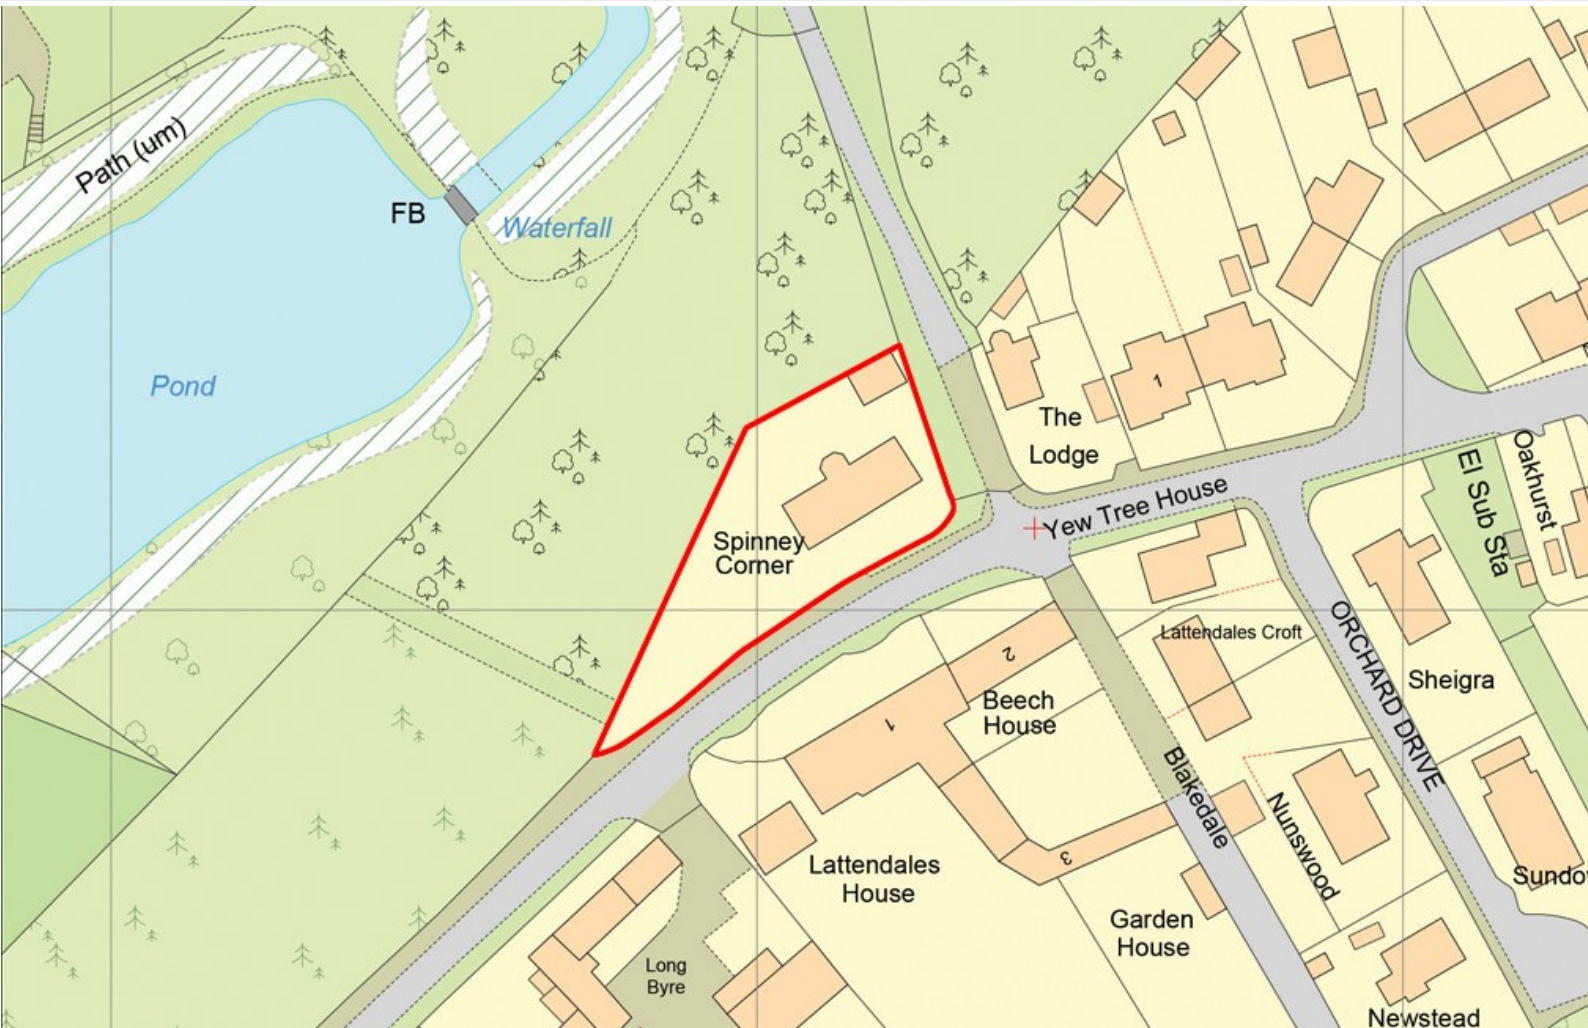 Path (um)
FB
Waterfall
Pond
The
Lodge
1
Yew Tree House
El Sub Sta
Oakhurst
Spinney
Corner
Lattendales Croft
ORCHARD DRIVE
Sheigra
2
Beech
House
1
Blakedale
Nunswood
3
Lattendales
House
Garden
House
Sundo
Long
Byre
Newstead